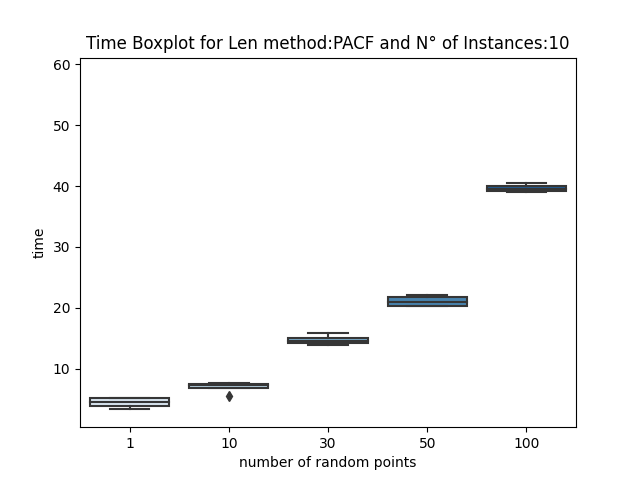 Time Boxplot for Len method:PACF and N° of Instances:10
60
50
40
30
20
10
time
1 10 30 50 100
number of random points